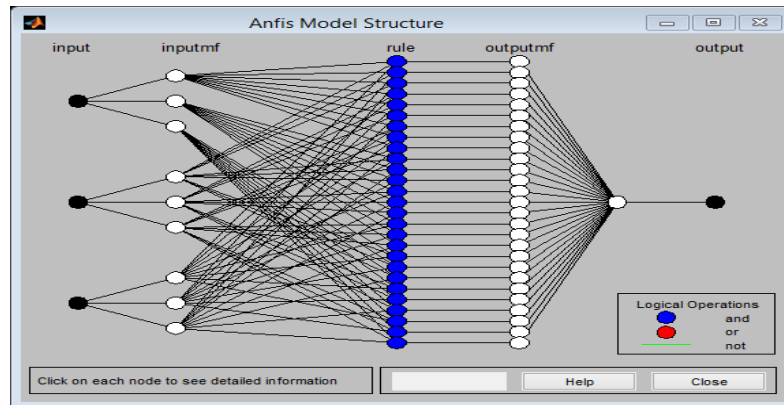 Anfis Model Structure
input inputmf rule outputmf output
Logical Operations
and
or
not
Click on each node to see detailed information
Help Close